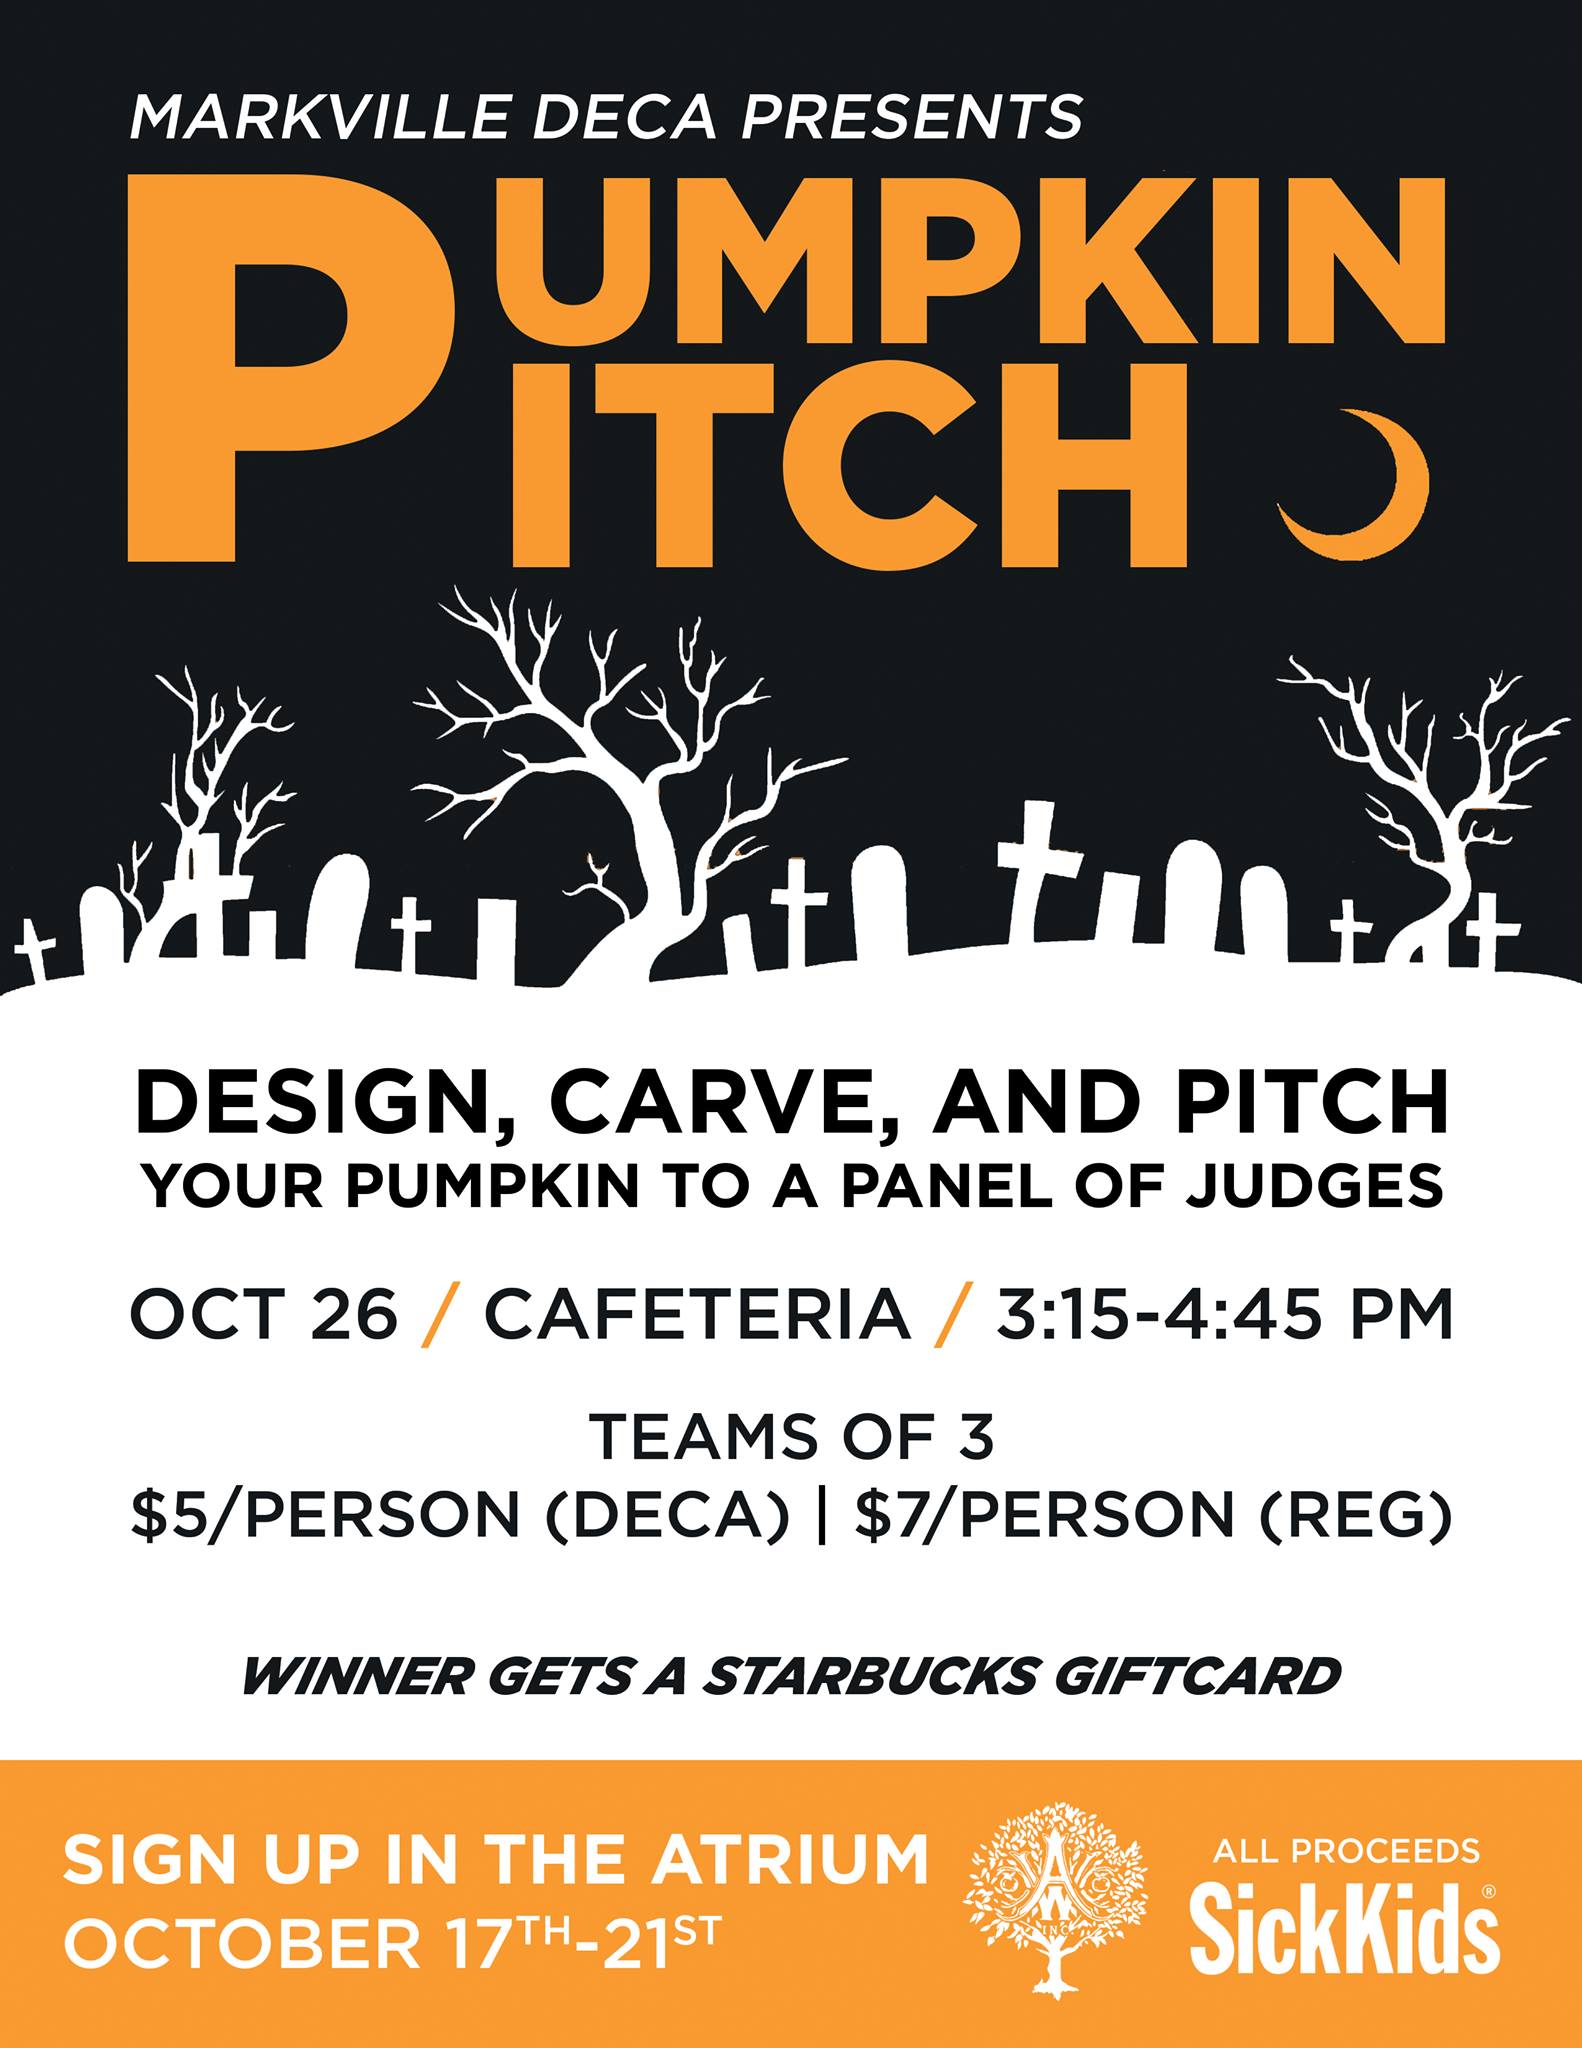 MARKVILLE DECA PRESENTS
PUMPKIN
PITCH
DESIGN, CARVE, AND PITCH
YOUR PUMPKIN TO A PANEL OF JUDGES
OCT 26 / CAFETERIA / 3:15-4:45 PM
TEAMS OF 3
$5/PERSON (DECA) | $7/PERSON (REG)
WINNER GETS A STARBUCKS GIFTCARD
SIGN UP IN THE ATRIUM
OCTOBER 17TH-21ST
ALL PROCEEDS
SickKids®